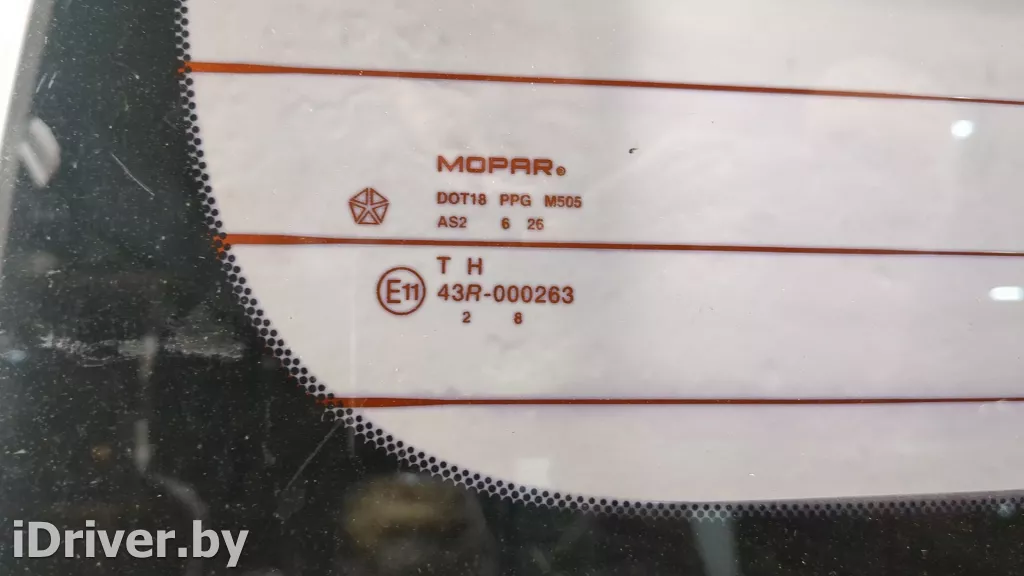 MOPAR®
DOT18 PPG M505
AS2 6 26
T H
E11 43R-000263
2 8
iDriver.by